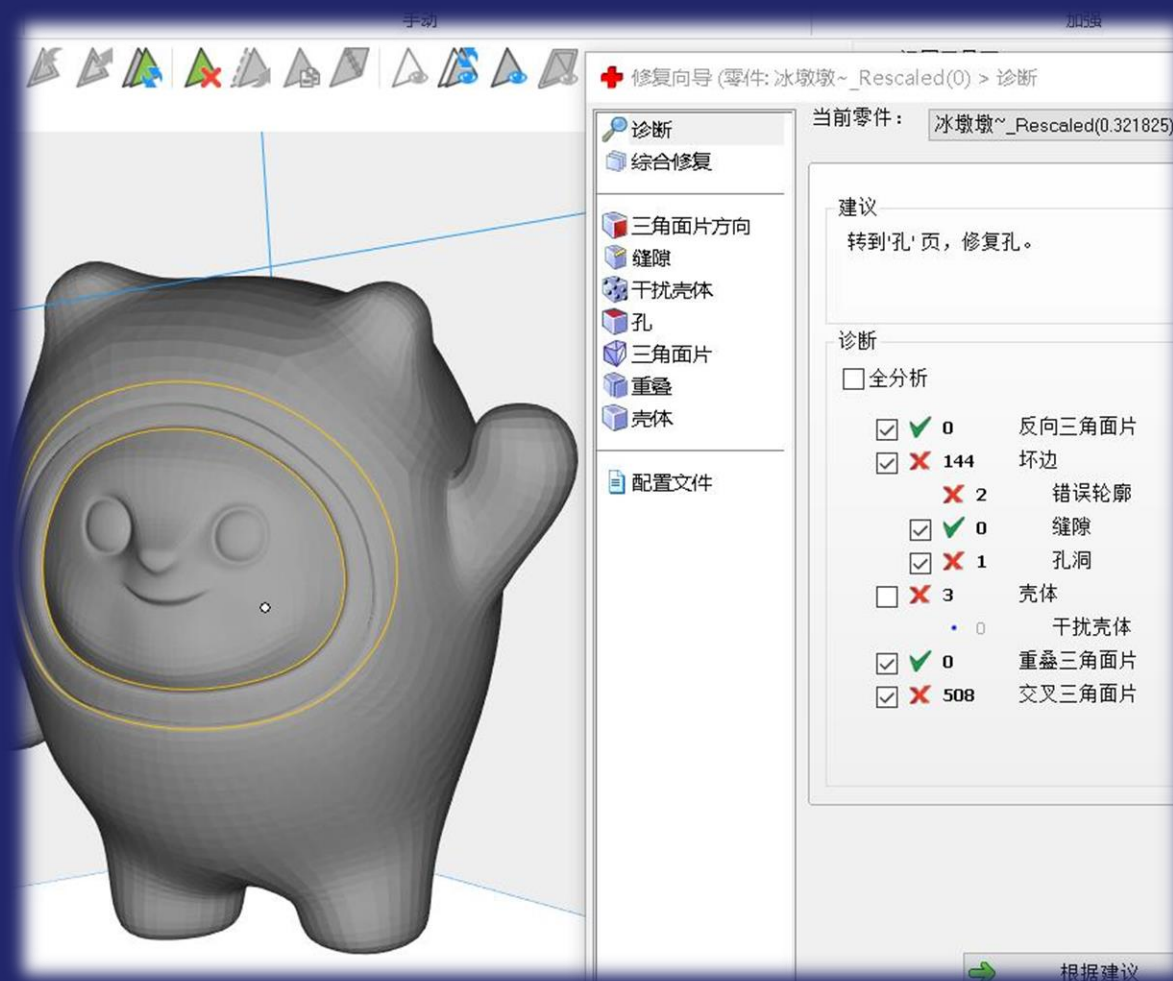 手动
加强
修复向导 (零件: 冰墩墩~_Rescaled(0) > 诊断
诊断
综合修复
三角面片方向
缝隙
干扰壳体
孔
三角面片
重叠
壳体
配置文件
当前零件：
冰墩墩~_Rescaled(0.321825)
建议
转到'孔' 页，修复孔。
诊断
全分析
0 反向三角面片
144 坏边
2 错误轮廓
0 缝隙
1 孔洞
3 壳体
0 干扰壳体
0 重叠三角面片
508 交叉三角面片
根据建议